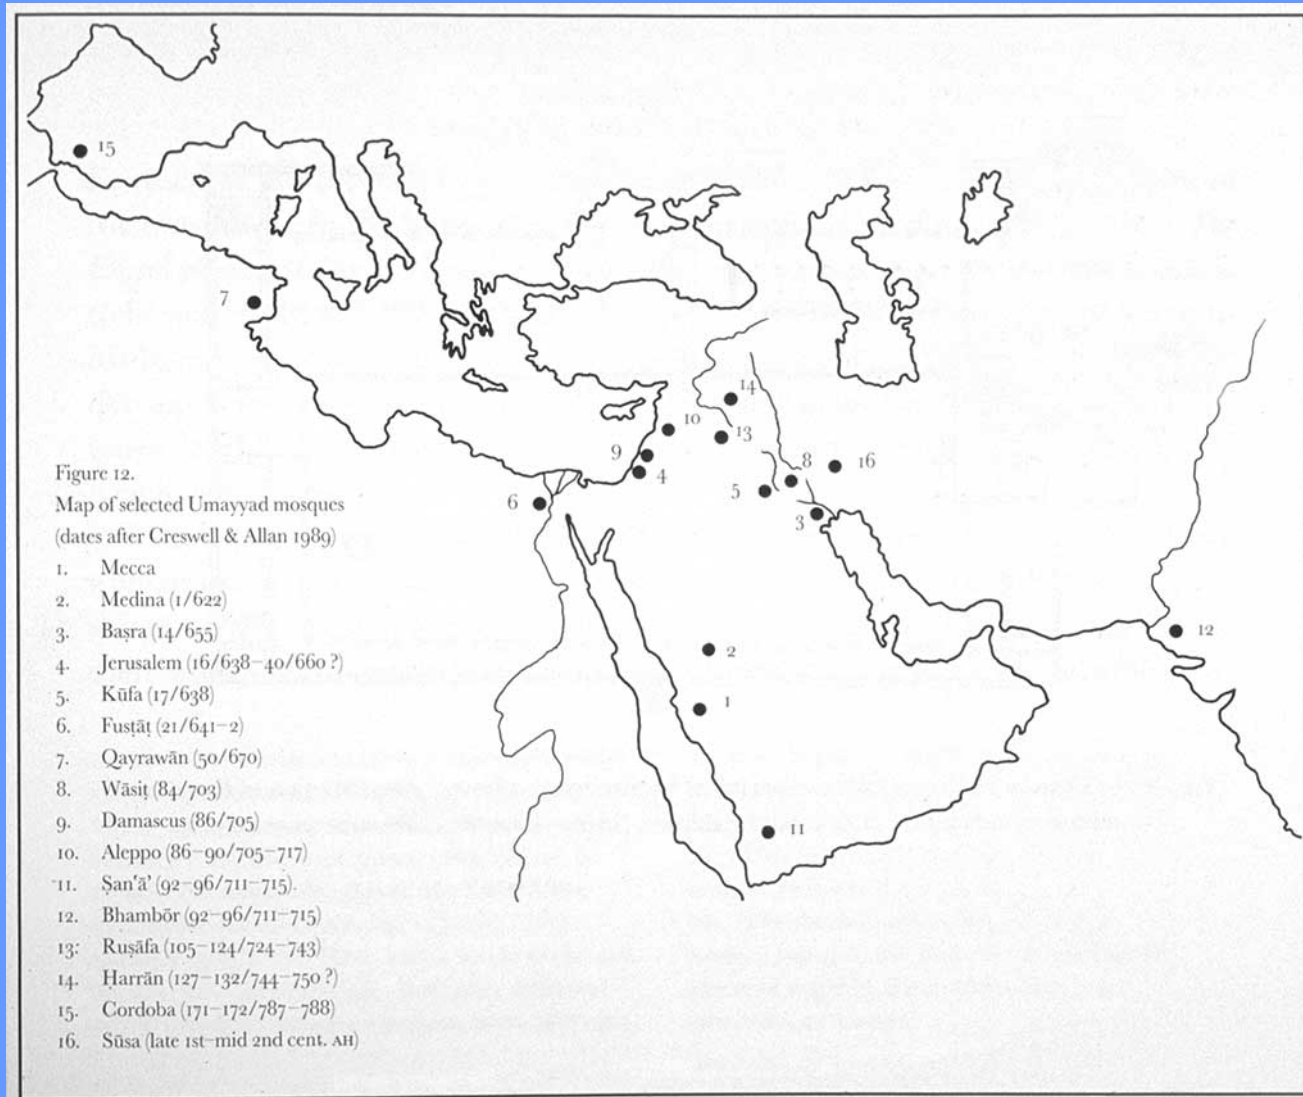 15
7
14
10
13
9
8
16
4
5
6
3
12
2
1
11
Figure 12.
Map of selected Umayyad mosques
(dates after Creswell & Allan 1989)
1. Mecca
2. Medina (1/622)
3. Baṣra (14/655)
4. Jerusalem (16/638–40/660 ?)
5. Kūfa (17/638)
6. Fusṭāṭ (21/641–2)
7. Qayrawān (50/670)
8. Wāsiṭ (84/703)
9. Damascus (86/705)
10. Aleppo (86–90/705–717)
11. Ṣan‘ā’ (92–96/711–715)
12. Bhambōr (92–96/711–715)
13. Ruṣāfa (105–124/724–743)
14. Ḥarrān (127–132/744–750 ?)
15. Cordoba (171–172/787–788)
16. Sūsa (late 1st–mid 2nd cent. AH)